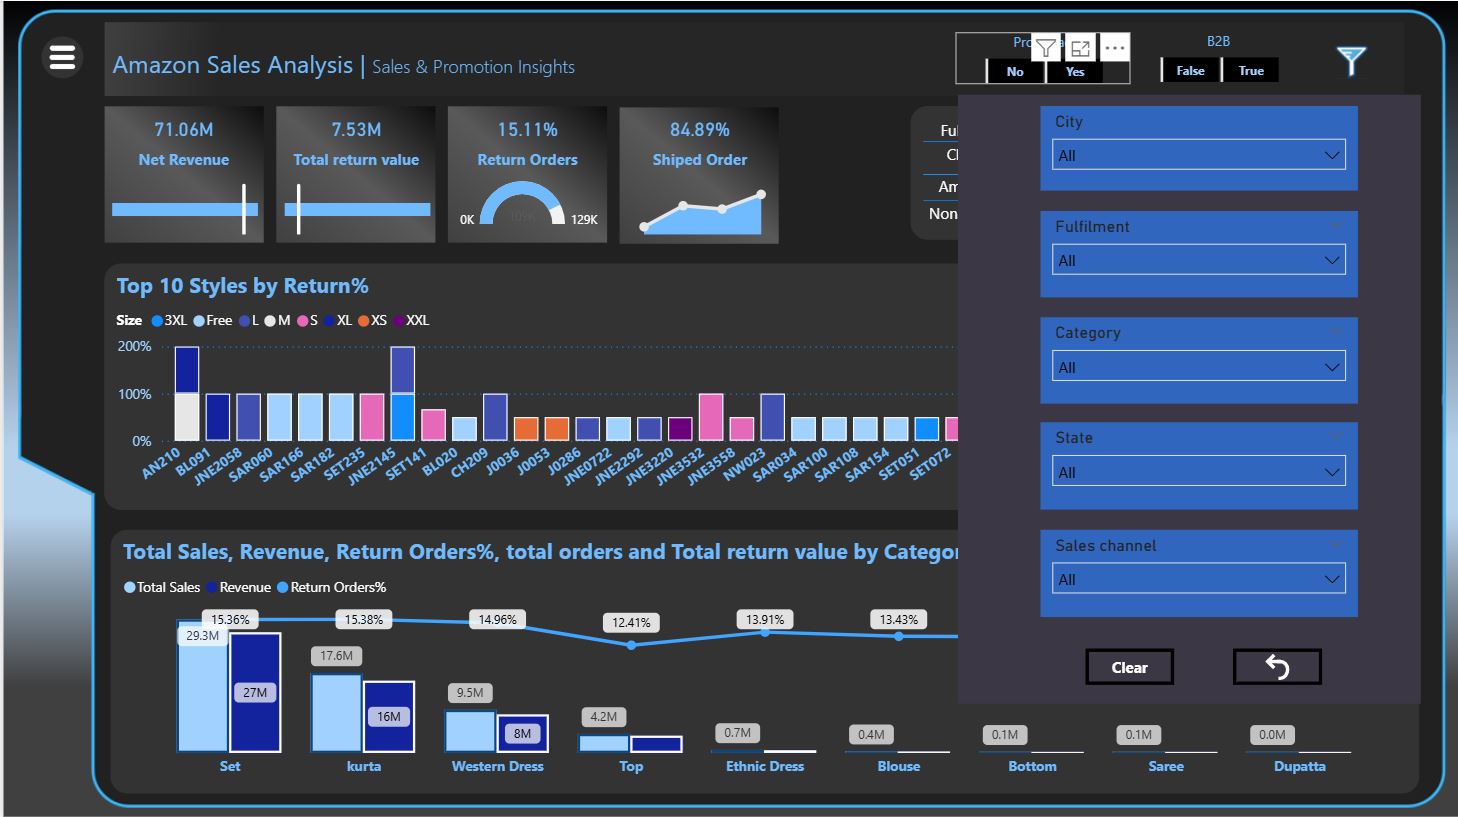 Amazon Sales Analysis | Sales & Promotion Insights
No Yes
B2B
False True
71.06M
Net Revenue
7.53M
Total return value
15.11%
Return Orders
0K 109K 129K
84.89%
Shiped Order
City
All
Fulfilment
All
Category
All
State
All
Sales channel
All
Clear
Top 10 Styles by Return%
Size 3XL Free L M S XL XS XXL
200%
100%
0%
AN210 BL091 JNE2058 SAR060 SAR166 SAR182 SET235 JNE2145 SET141 BL020 CH209 J0036 J0053 J0286 JNE0722 JNE2292 JNE3220 JNE3532 JNE3558 NW023 SAR034 SAR100 SAR108 SAR154 SET051 SET072
Total Sales, Revenue, Return Orders%, total orders and Total return value by Categor
Total Sales Revenue Return Orders%
15.36% 15.38% 14.96% 12.41% 13.91% 13.43%
29.3M 17.6M 9.5M 4.2M 0.7M 0.4M 0.1M 0.1M 0.0M
27M 16M 8M
Set kurta Western Dress Top Ethnic Dress Blouse Bottom Saree Dupatta